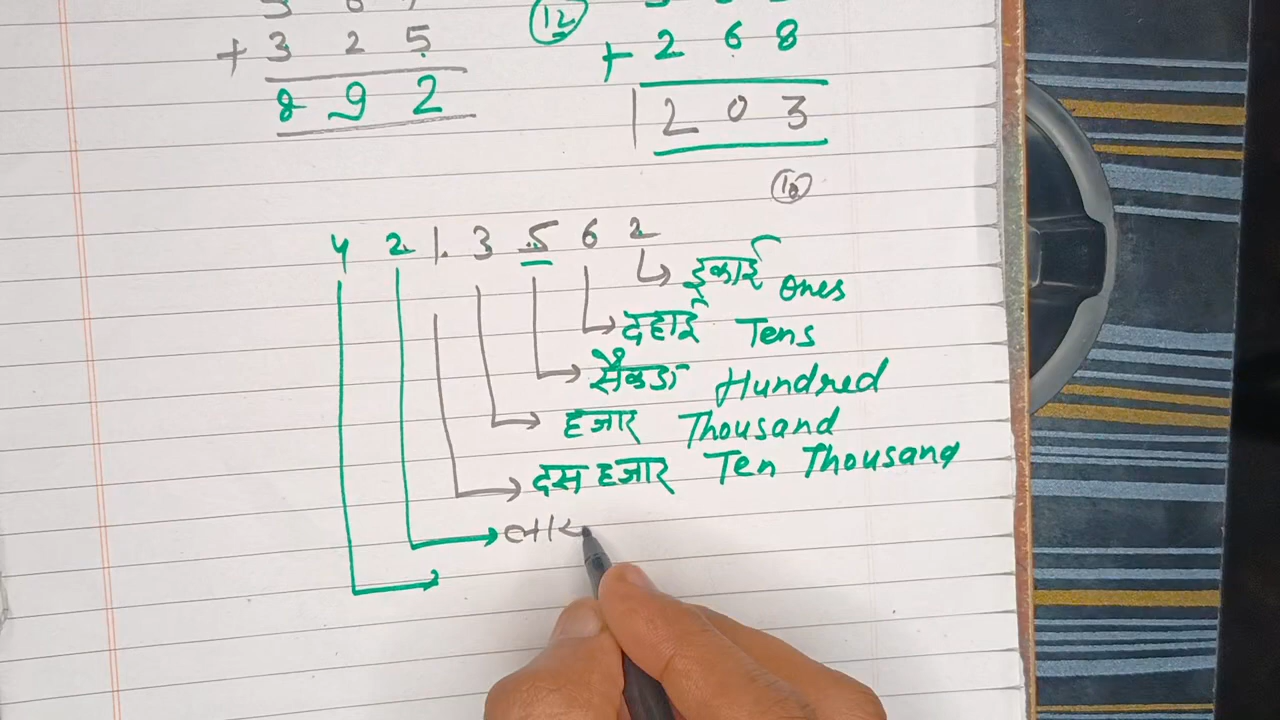 + 3 2 5
8 9 2
12
+ 2 6 8
1 2 0 3
10
4 2 1 3 5 6 2
इकाई Ones
दहाई Tens
सैकडा Hundred
हजार Thousand
दस हजार Ten Thousand